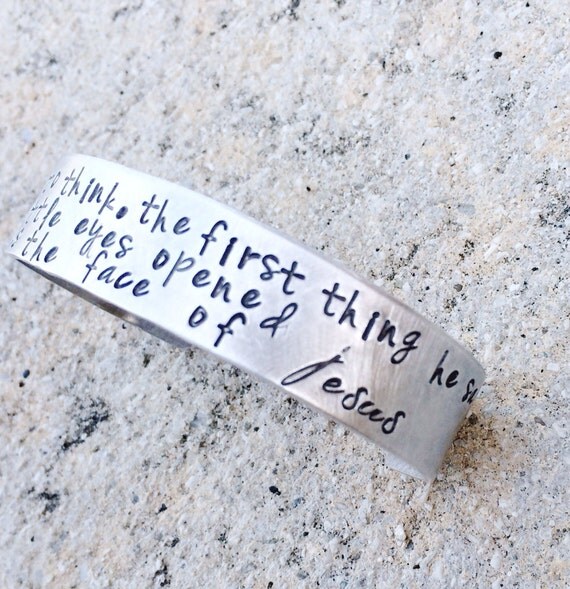 think. the first thing he
eyes opened
the face of jesus